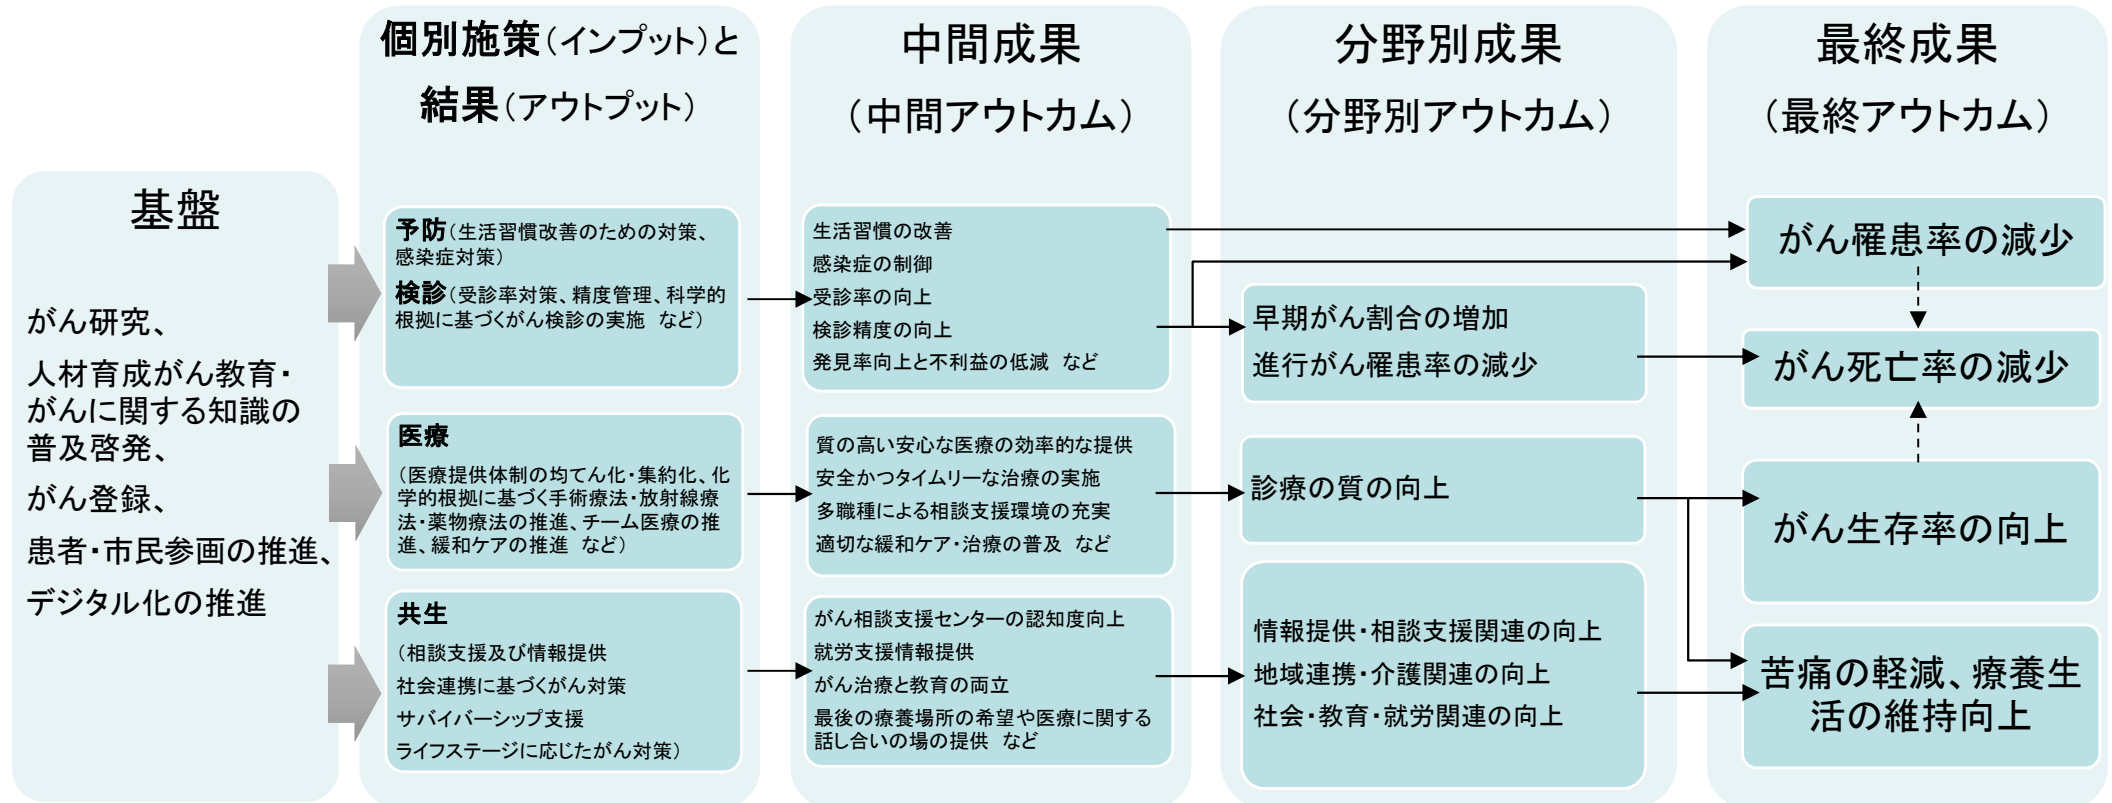 基盤
がん研究、
人材育成がん教育・
がんに関する知識の
普及啓発、
がん登録、
患者・市民参画の推進、
デジタル化の推進
個別施策(インプット)と
結果(アウトプット)
予防(生活習慣改善のための対策、
感染症対策)
検診(受診率対策、精度管理、科学的
根拠に基づくがん検診の実施 など)
医療
(医療提供体制の均てん化・集約化、化
学的根拠に基づく手術療法・放射線療
法・薬物療法の推進、チーム医療の推
進、緩和ケアの推進 など)
共生
(相談支援及び情報提供
社会連携に基づくがん対策
サバイバーシップ支援
ライフステージに応じたがん対策)
中間成果
(中間アウトカム)
生活習慣の改善
感染症の制御
受診率の向上
検診精度の向上
発見率向上と不利益の低減 など
質の高い安心な医療の効率的な提供
安全かつタイムリーな治療の実施
多職種による相談支援環境の充実
適切な緩和ケア・治療の普及 など
がん相談支援センターの認知度向上
就労支援情報提供
がん治療と教育の両立
最後の療養場所の希望や医療に関する
話し合いの場の提供 など
分野別成果
(分野別アウトカム)
早期がん割合の増加
進行がん罹患率の減少
診療の質の向上
情報提供・相談支援関連の向上
地域連携・介護関連の向上
社会・教育・就労関連の向上
最終成果
(最終アウトカム)
がん罹患率の減少
がん死亡率の減少
がん生存率の向上
苦痛の軽減、療養生
活の維持向上